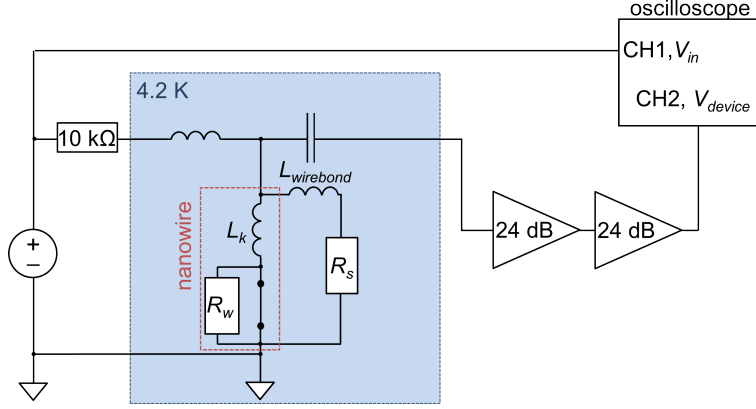 oscilloscope
CH1,V_in
4.2 K
CH2, V_device
10 kΩ
L_wirebond
nanowire
L_k
24 dB
24 dB
+
−
R_s
R_w